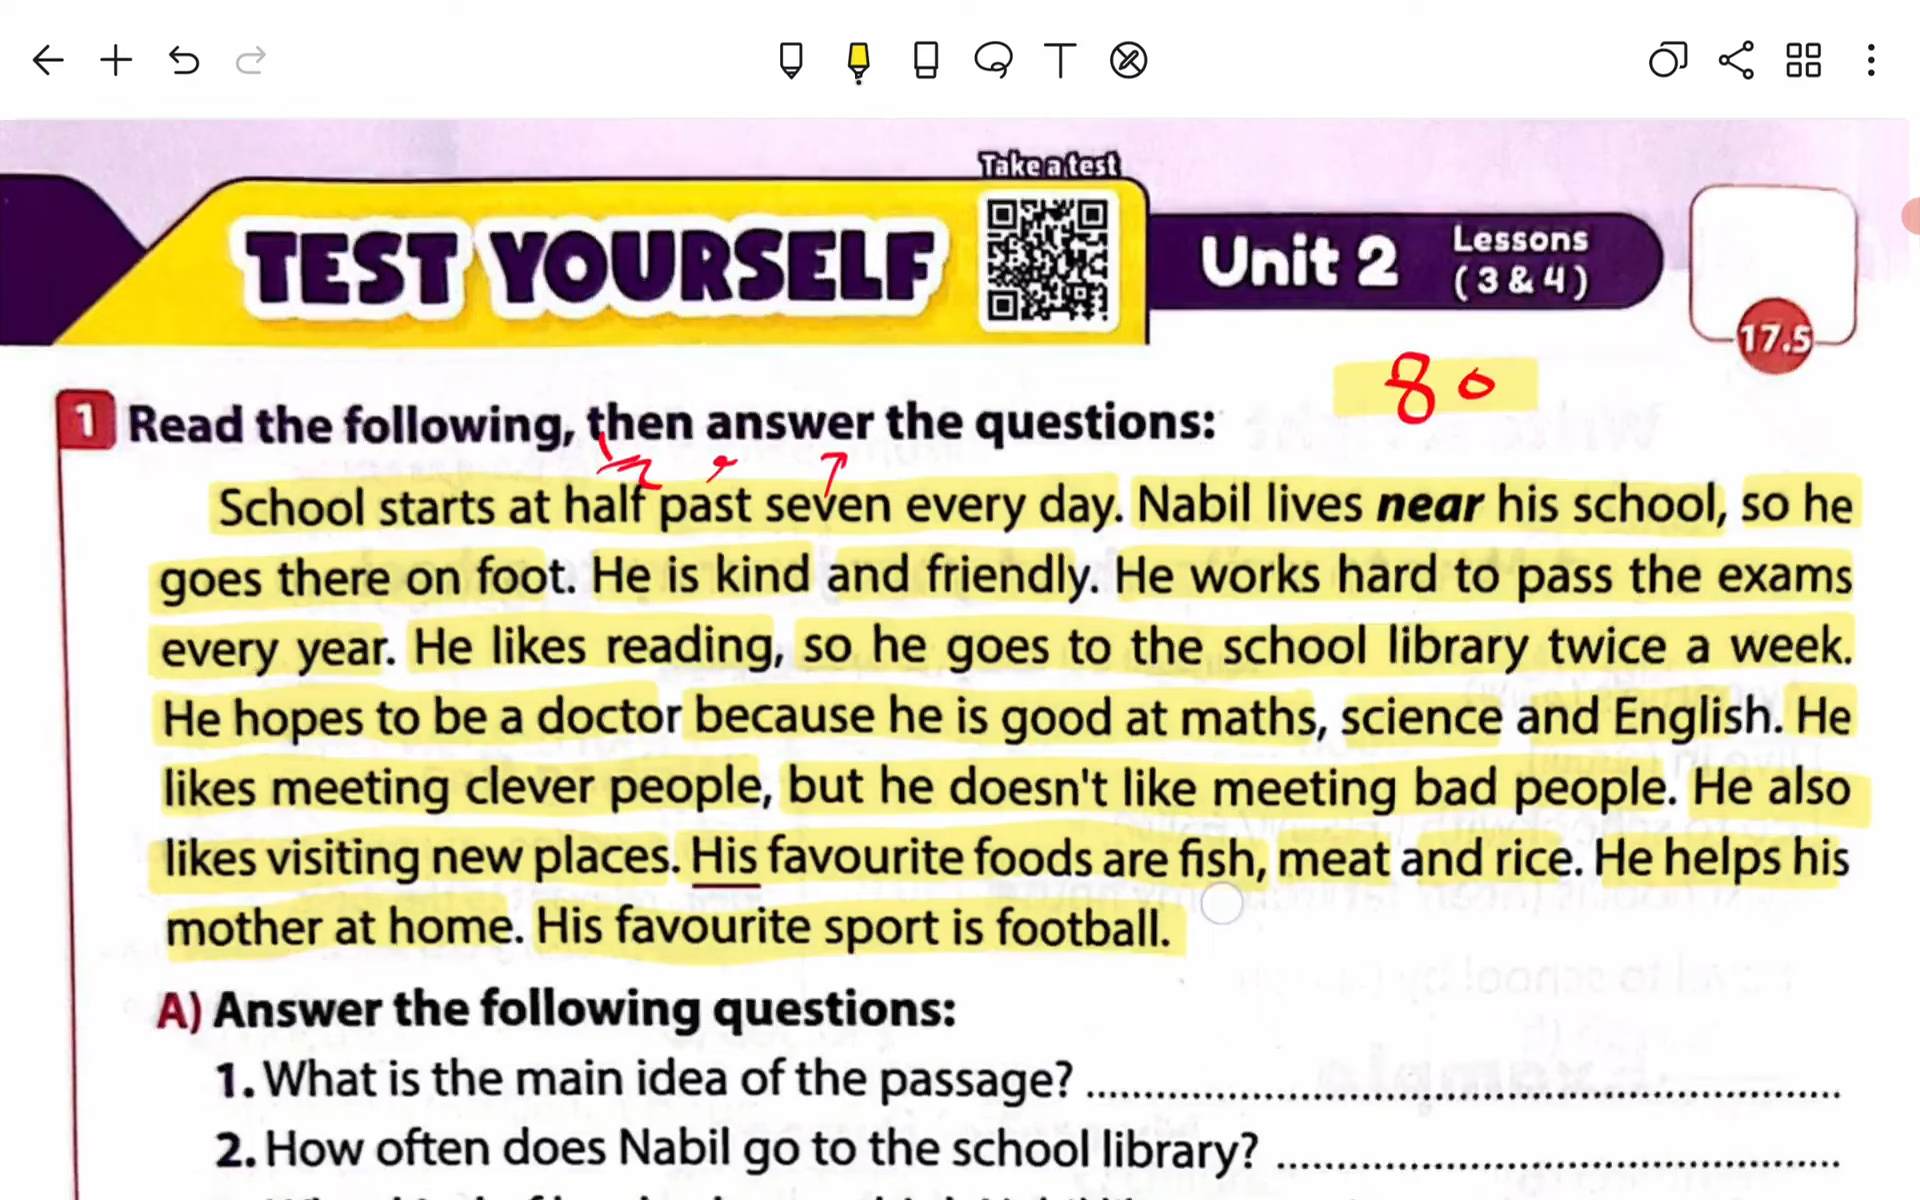 Take a test
TEST YOURSELF
Unit 2
Lessons
(3 & 4)
17.5
80
1 Read the following, then answer the questions:
School starts at half past seven every day. Nabil lives near his school, so he
goes there on foot. He is kind and friendly. He works hard to pass the exams
every year. He likes reading, so he goes to the school library twice a week.
He hopes to be a doctor because he is good at maths, science and English. He
likes meeting clever people, but he doesn't like meeting bad people. He also
likes visiting new places. His favourite foods are fish, meat and rice. He helps his
mother at home. His favourite sport is football.
A) Answer the following questions:
1. What is the main idea of the passage? ........................................................
2. How often does Nabil go to the school library? ..........................................